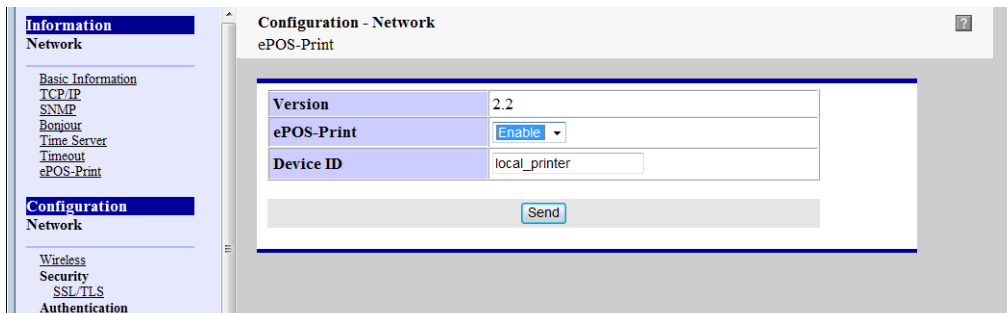 Information
Network
Basic Information
TCP/IP
SNMP
Bonjour
Time Server
Timeout
ePOS-Print
Configuration
Network
Wireless
Security
SSL/TLS
Authentication
Configuration - Network
ePOS-Print
?
Version 2.2
ePOS-Print Enable
Device ID local_printer
Send